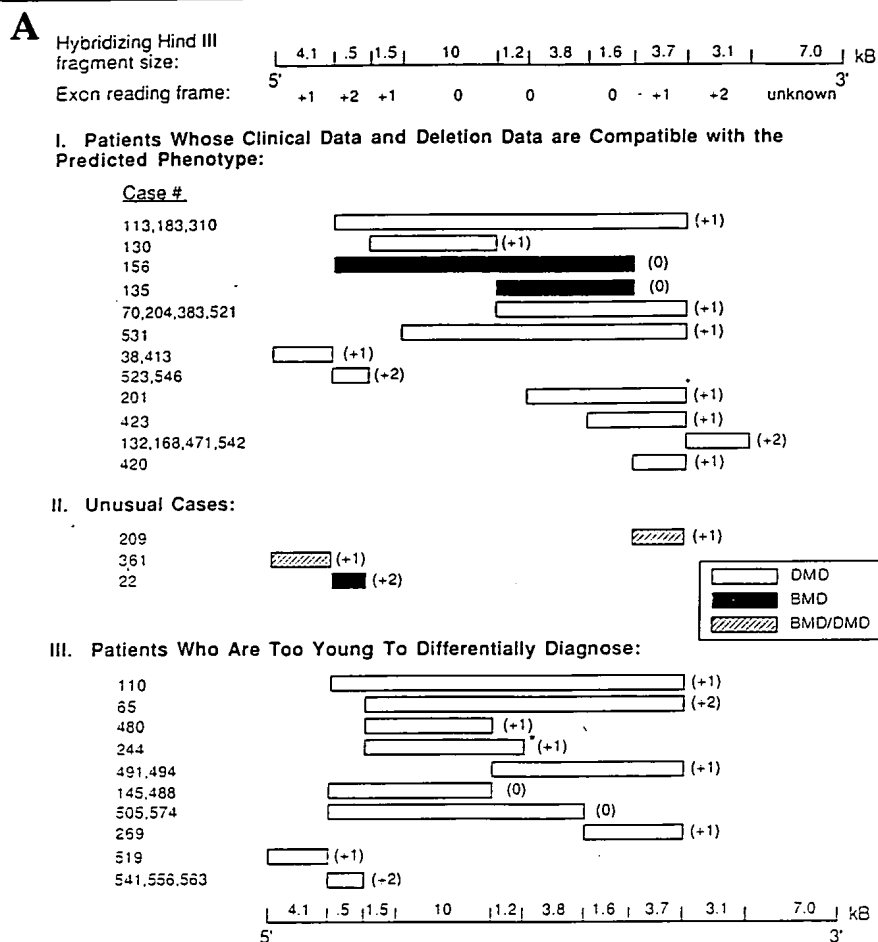 A
Hybridizing Hind III
fragment size:
4.1 .5 1.5 10 1.2 3.8 1.6 3.7 3.1 7.0 kB
5' 3'
Excn reading frame: +1 +2 +1 0 0 0 +1 +2 unknown
I. Patients Whose Clinical Data and Deletion Data are Compatible with the
Predicted Phenotype:
Case #
113,183,310 (+1)
130 (+1)
156 (0)
135 (0)
70,204,383,521 (+1)
531 (+1)
38,413 (+1)
523,546 (+2)
201 (+1)
423 (+1)
132,168,471,542 (+2)
420 (+1)
II. Unusual Cases:
209 (+1)
361 (+1)
22 (+2)
DMD
BMD
BMD/DMD
III. Patients Who Are Too Young To Differentially Diagnose:
110 (+1)
65 (+2)
480 (+1)
244 (+1)
491,494 (+1)
145,488 (0)
505,574 (0)
269 (+1)
519 (+1)
541,556,563 (+2)
4.1 .5 1.5 10 1.2 3.8 1.6 3.7 3.1 7.0 kB
5' 3'